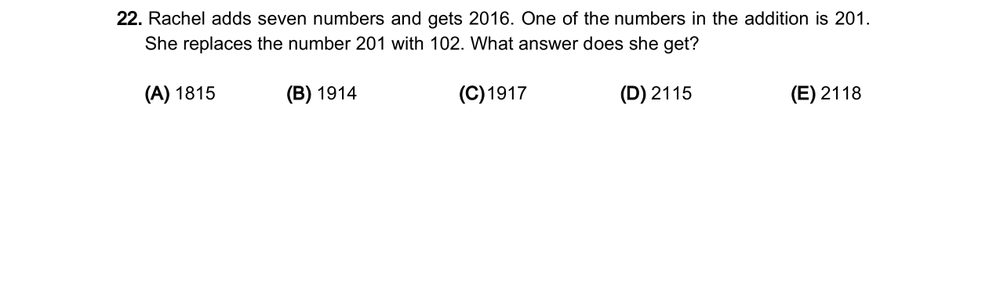 22. Rachel adds seven numbers and gets 2016. One of the numbers in the addition is 201.
She replaces the number 201 with 102. What answer does she get?
(A) 1815 (B) 1914 (C)1917 (D) 2115 (E) 2118